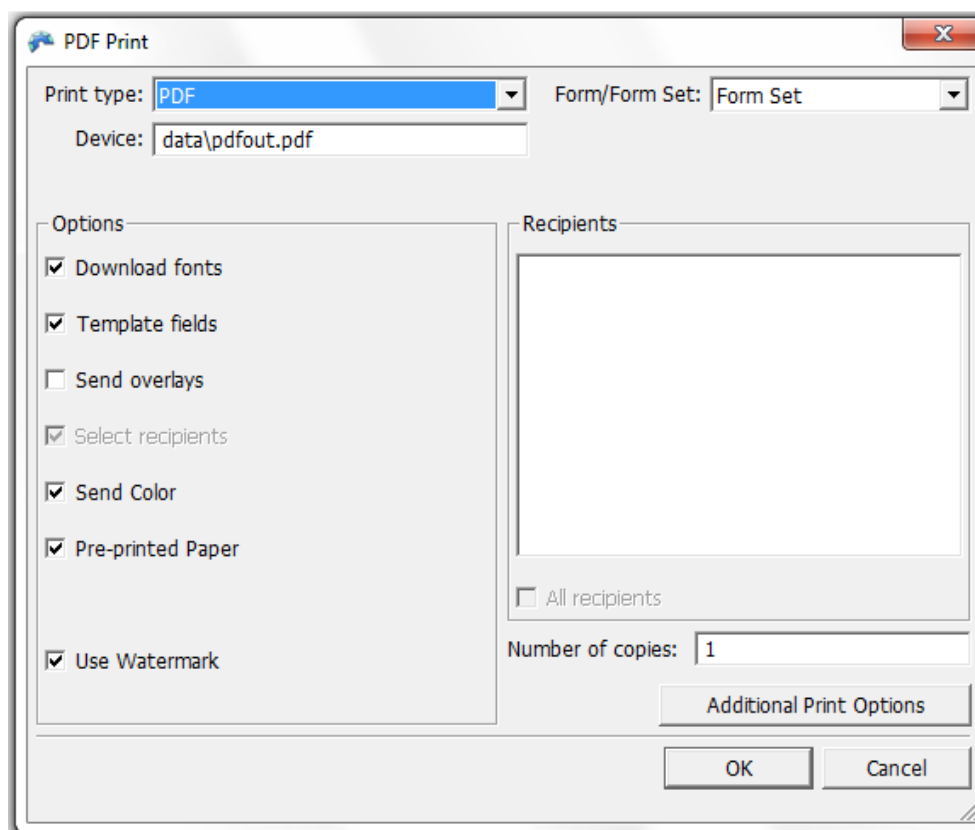 PDF Print
Print type: PDF Form/Form Set: Form Set
Device: data\pdfout.pdf
Options
Download fonts
Template fields
Send overlays
Select recipients
Send Color
Pre-printed Paper
Use Watermark
Recipients
All recipients
Number of copies: 1
Additional Print Options
OK Cancel